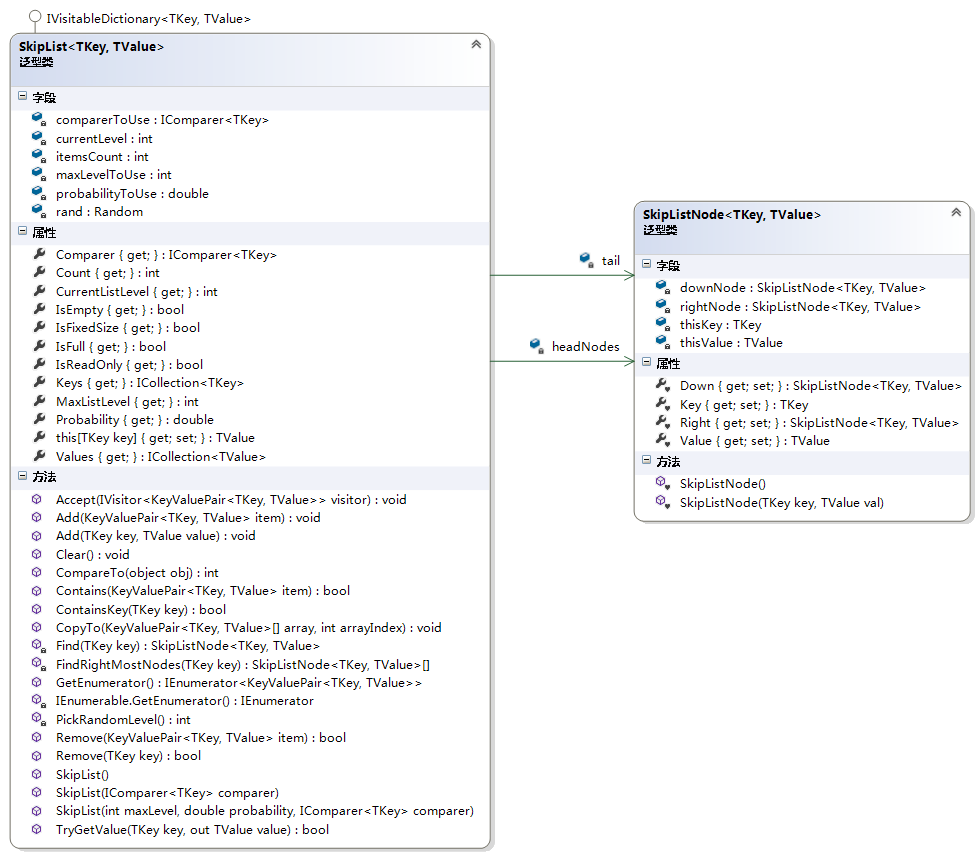 IVisitableDictionary<TKey, TValue>
SkipList<TKey, TValue>
泛型类
字段
comparerToUse : IComparer<TKey>
currentLevel : int
itemsCount : int
maxLevelToUse : int
probabilityToUse : double
rand : Random
属性
Comparer { get; } : IComparer<TKey>
Count { get; } : int
CurrentListLevel { get; } : int
IsEmpty { get; } : bool
IsFixedSize { get; } : bool
IsFull { get; } : bool
IsReadOnly { get; } : bool
Keys { get; } : ICollection<TKey>
MaxListLevel { get; } : int
Probability { get; } : double
this[TKey key] { get; set; } : TValue
Values { get; } : ICollection<TValue>
方法
Accept(IVisitor<KeyValuePair<TKey, TValue>> visitor) : void
Add(KeyValuePair<TKey, TValue> item) : void
Add(TKey key, TValue value) : void
Clear() : void
CompareTo(object obj) : int
Contains(KeyValuePair<TKey, TValue> item) : bool
ContainsKey(TKey key) : bool
CopyTo(KeyValuePair<TKey, TValue>[] array, int arrayIndex) : void
Find(TKey key) : SkipListNode<TKey, TValue>
FindRightMostNodes(TKey key) : SkipListNode<TKey, TValue>[]
GetEnumerator() : IEnumerator<KeyValuePair<TKey, TValue>>
IEnumerable.GetEnumerator() : IEnumerator
PickRandomLevel() : int
Remove(KeyValuePair<TKey, TValue> item) : bool
Remove(TKey key) : bool
SkipList()
SkipList(IComparer<TKey> comparer)
SkipList(int maxLevel, double probability, IComparer<TKey> comparer)
TryGetValue(TKey key, out TValue value) : bool
tail
headNodes
SkipListNode<TKey, TValue>
泛型类
字段
downNode : SkipListNode<TKey, TValue>
rightNode : SkipListNode<TKey, TValue>
thisKey : TKey
thisValue : TValue
属性
Down { get; set; } : SkipListNode<TKey, TValue>
Key { get; set; } : TKey
Right { get; set; } : SkipListNode<TKey, TValue>
Value { get; set; } : TValue
方法
SkipListNode()
SkipListNode(TKey key, TValue val)